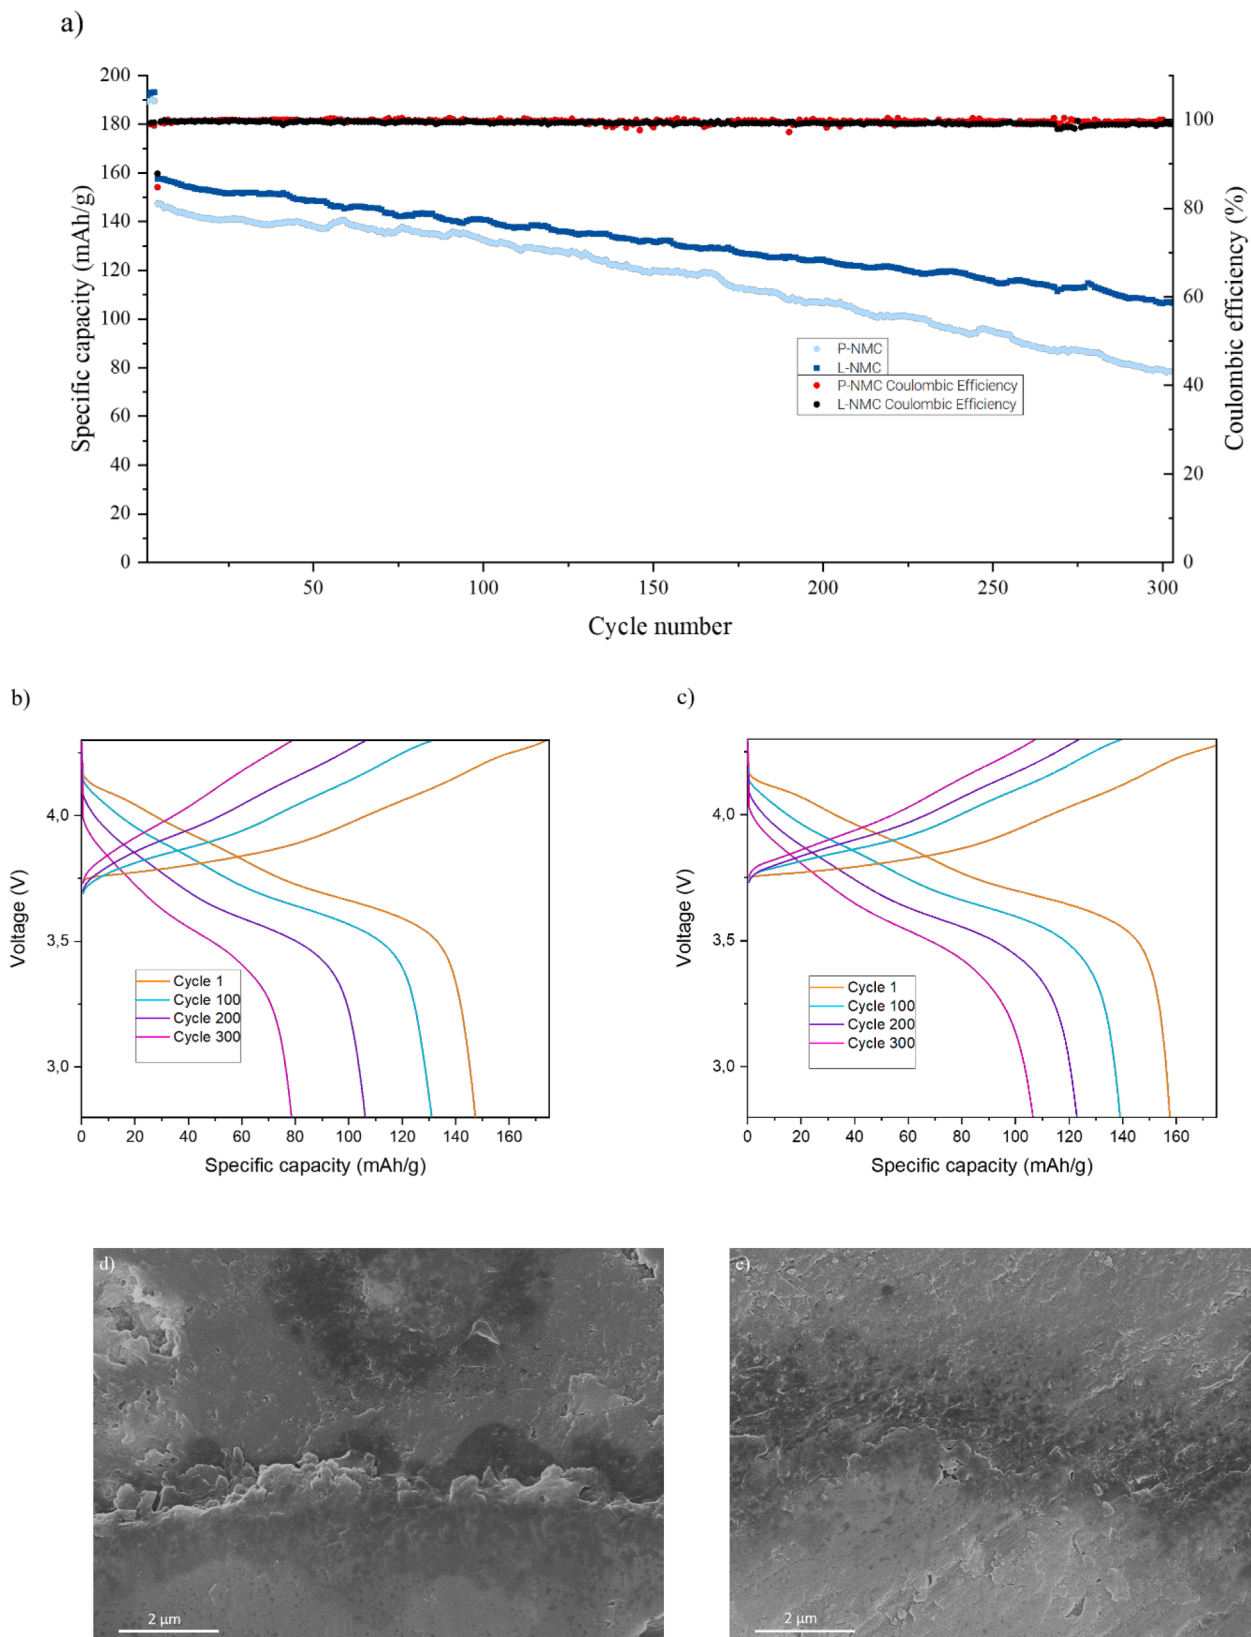 a)
200
180
160
140
120
100
80
60
40
20
0
Specific capacity (mAh/g)
100
80
60
40
20
0
Coulombic efficiency (%)
P-NMC
L-NMC
P-NMC Coulombic Efficiency
L-NMC Coulombic Efficiency
50 100 150 200 250 300
Cycle number
b)
4,0
3,5
3,0
Voltage (V)
Cycle 1
Cycle 100
Cycle 200
Cycle 300
0 20 40 60 80 100 120 140 160
Specific capacity (mAh/g)
c)
4,0
3,5
3,0
Voltage (V)
Cycle 1
Cycle 100
Cycle 200
Cycle 300
0 20 40 60 80 100 120 140 160
Specific capacity (mAh/g)
d)
2 μm
e)
2 μm